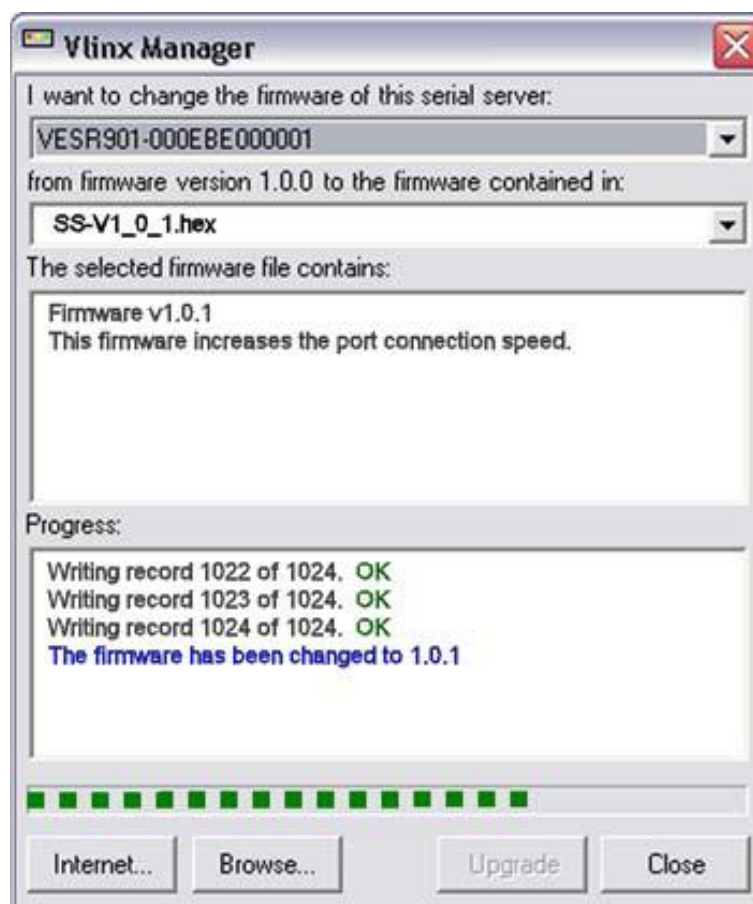 Vlinx Manager
I want to change the firmware of this serial server:
VESR901-000EBE000001
from firmware version 1.0.0 to the firmware contained in:
SS-V1_0_1.hex
The selected firmware file contains:
Firmware v1.0.1
This firmware increases the port connection speed.
Progress:
Writing record 1022 of 1024. OK
Writing record 1023 of 1024. OK
Writing record 1024 of 1024. OK
The firmware has been changed to 1.0.1
Internet... Browse... Upgrade Close